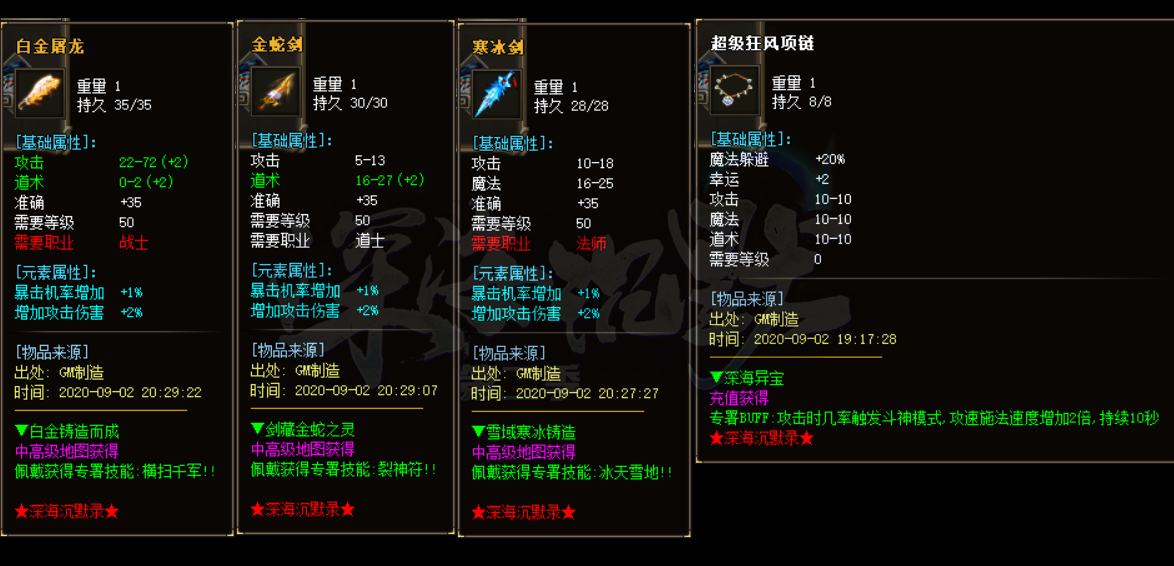 白金屠龙
重量 1
持久 35/35
[基础属性]:
攻击 22-72(+2)
道术 0-2(+2)
准确 +35
需要等级 50
需要职业 战士
[元素属性]:
暴击机率增加 +1%
增加攻击伤害 +2%
[物品来源]
出处: GM制造
时间: 2020-09-02 20:29:22
▼白金铸造而成
中高级地图获得
佩戴获得专署技能:横扫千军!!
★深海沉默录★
金蛇剑
重量 1
持久 30/30
[基础属性]:
攻击 5-13
道术 16-27(+2)
准确 +35
需要等级 50
需要职业 道士
[元素属性]:
暴击机率增加 +1%
增加攻击伤害 +2%
[物品来源]
出处: GM制造
时间: 2020-09-02 20:29:07
▼剑藏金蛇之灵
中高级地图获得
佩戴获得专署技能:裂神符!!
★深海沉默录★
寒冰剑
重量 1
持久 28/28
[基础属性]:
攻击 10-18
魔法 16-25
准确 +35
需要等级 50
需要职业 法师
[元素属性]:
暴击机率增加 +1%
增加攻击伤害 +2%
[物品来源]
出处: GM制造
时间: 2020-09-02 20:27:27
▼雪域寒冰铸造
中高级地图获得
佩戴获得专署技能:冰天雪地!!
★深海沉默录★
超级狂风项链
重量 1
持久 8/8
[基础属性]:
魔法躲避 +20%
幸运 +2
攻击 10-10
魔法 10-10
道术 10-10
需要等级 0
[物品来源]
出处: GM制造
时间: 2020-09-02 19:17:28
▼深海异宝
充值获得
专署BUFF:攻击时几率触发斗神模式,攻速施法速度增加2倍,持续10秒
★深海沉默录★